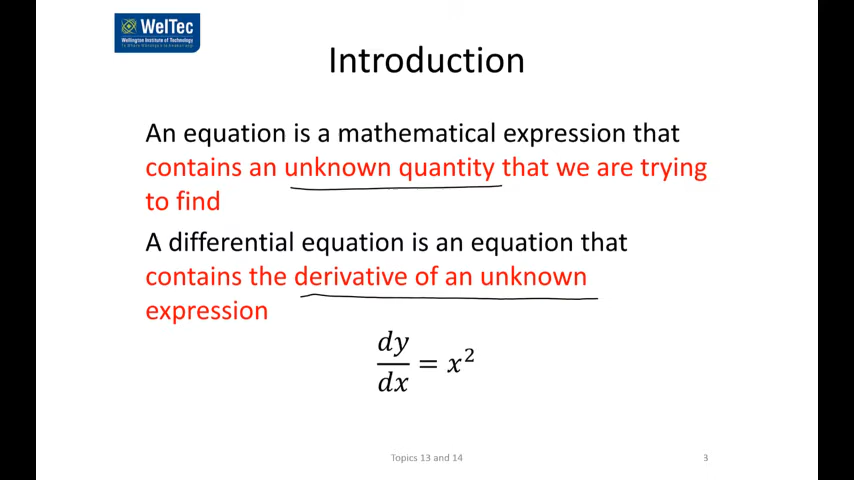 WelTec
Wellington Institute of Technology
Introduction
An equation is a mathematical expression that
contains an unknown quantity that we are trying
to find
A differential equation is an equation that
contains the derivative of an unknown
expression
dy/dx = x²
Topics 13 and 14
3